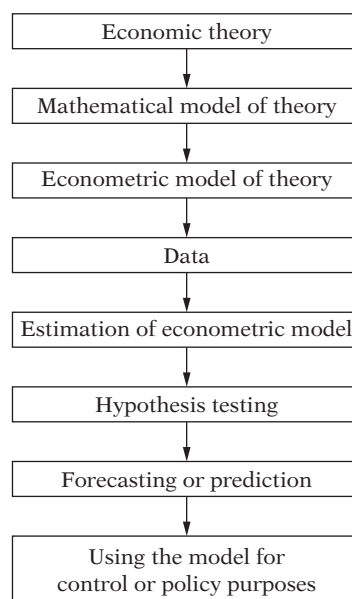 Economic theory
Mathematical model of theory
Econometric model of theory
Data
Estimation of econometric model
Hypothesis testing
Forecasting or prediction
Using the model for
control or policy purposes